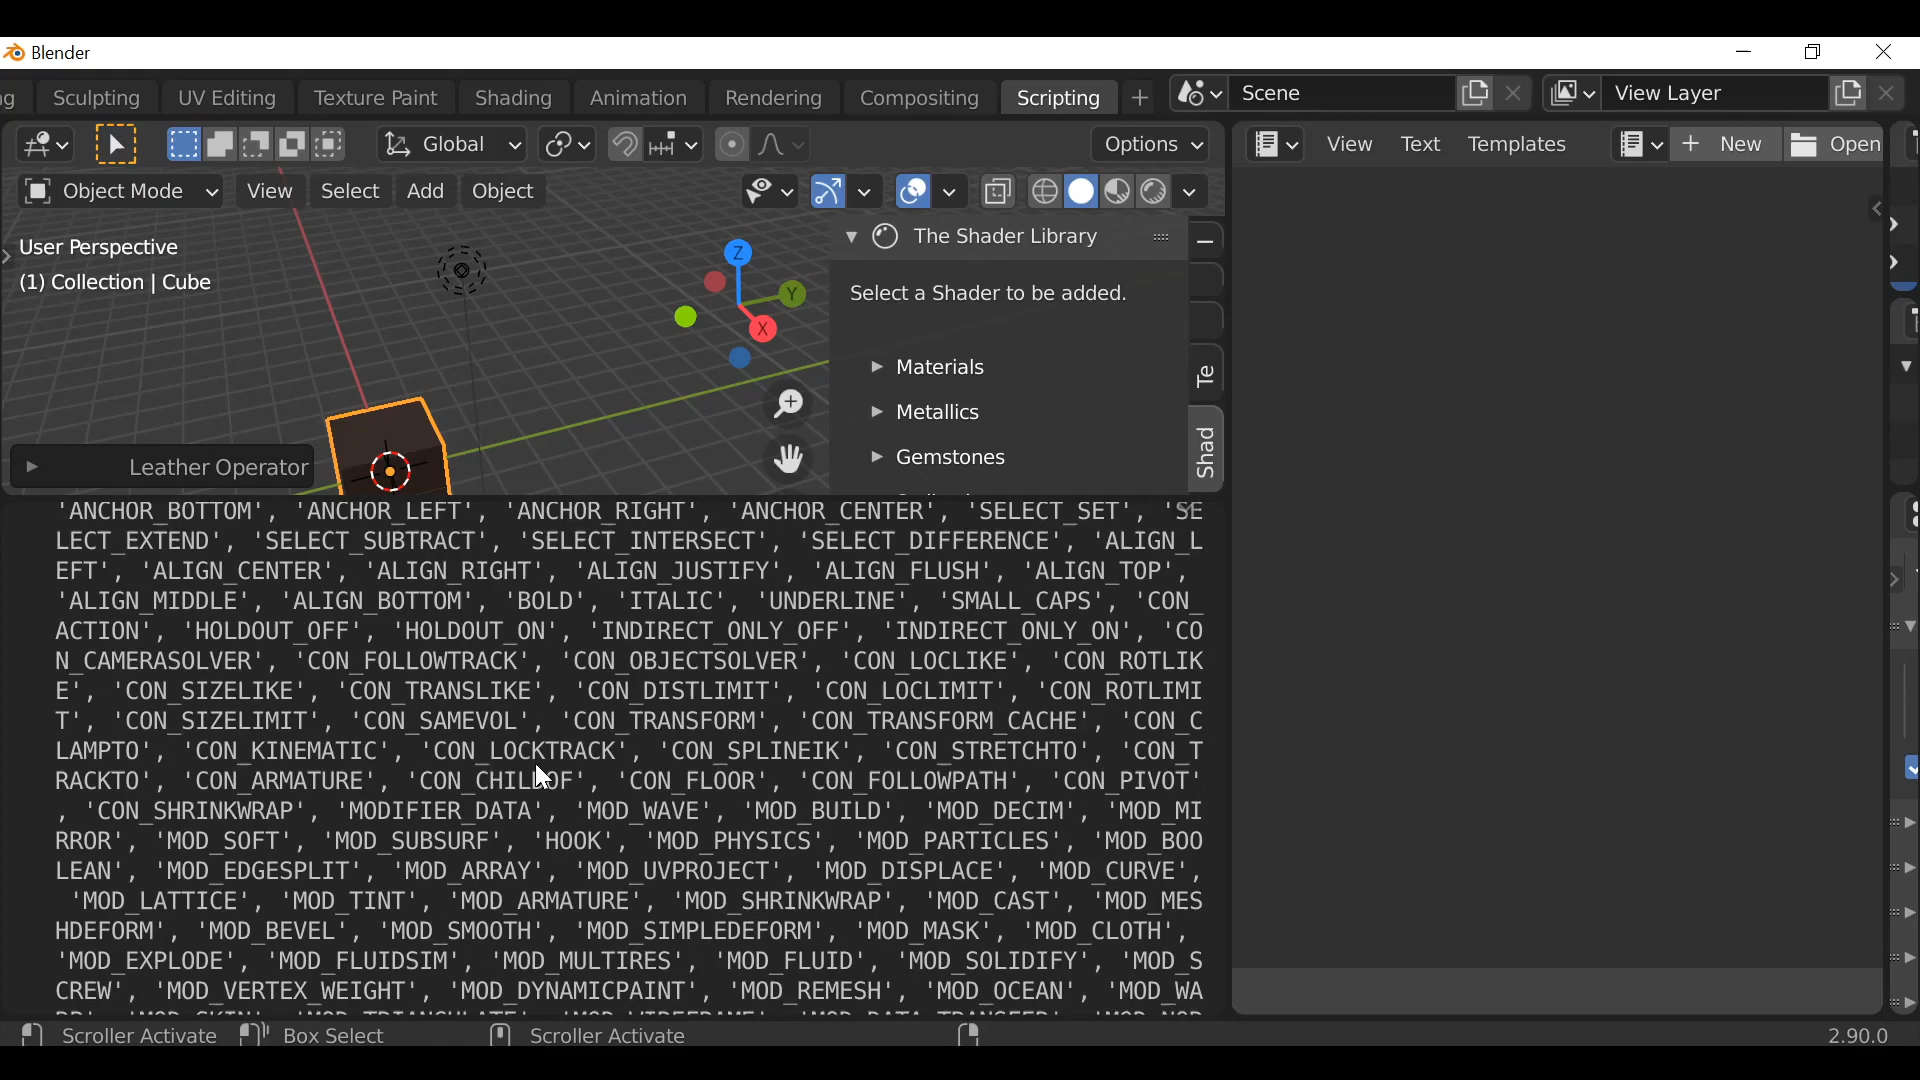 Blender
Sculpting UV Editing Texture Paint Shading Animation Rendering Compositing Scripting + Scene View Layer
Global Options View Text Templates + New Open
Object Mode View Select Add Object
User Perspective
(1) Collection | Cube
Z
Y
X
The Shader Library
Select a Shader to be added.
Materials
Metallics
Gemstones
Te
Shad
Leather Operator
'ANCHOR_BOTTOM', 'ANCHOR_LEFT', 'ANCHOR_RIGHT', 'ANCHOR_CENTER', 'SELECT_SET', 'SE
LECT_EXTEND', 'SELECT_SUBTRACT', 'SELECT_INTERSECT', 'SELECT_DIFFERENCE', 'ALIGN_L
EFT', 'ALIGN_CENTER', 'ALIGN_RIGHT', 'ALIGN_JUSTIFY', 'ALIGN_FLUSH', 'ALIGN_TOP',
'ALIGN_MIDDLE', 'ALIGN_BOTTOM', 'BOLD', 'ITALIC', 'UNDERLINE', 'SMALL_CAPS', 'CON_
ACTION', 'HOLDOUT_OFF', 'HOLDOUT_ON', 'INDIRECT_ONLY_OFF', 'INDIRECT_ONLY_ON', 'CO
N_CAMERASOLVER', 'CON_FOLLOWTRACK', 'CON_OBJECTSOLVER', 'CON_LOCLIKE', 'CON_ROTLIK
E', 'CON_SIZELIKE', 'CON_TRANSLIKE', 'CON_DISTLIMIT', 'CON_LOCLIMIT', 'CON_ROTLIMI
T', 'CON_SIZELIMIT', 'CON_SAMEVOL', 'CON_TRANSFORM', 'CON_TRANSFORM_CACHE', 'CON_C
LAMPTO', 'CON_KINEMATIC', 'CON_LOCKTRACK', 'CON_SPLINEIK', 'CON_STRETCHTO', 'CON_T
RACKTO', 'CON_ARMATURE', 'CON_CHILDOF', 'CON_FLOOR', 'CON_FOLLOWPATH', 'CON_PIVOT'
, 'CON_SHRINKWRAP', 'MODIFIER_DATA', 'MOD_WAVE', 'MOD_BUILD', 'MOD_DECIM', 'MOD_MI
RROR', 'MOD_SOFT', 'MOD_SUBSURF', 'HOOK', 'MOD_PHYSICS', 'MOD_PARTICLES', 'MOD_BOO
LEAN', 'MOD_EDGESPLIT', 'MOD_ARRAY', 'MOD_UVPROJECT', 'MOD_DISPLACE', 'MOD_CURVE',
'MOD_LATTICE', 'MOD_TINT', 'MOD_ARMATURE', 'MOD_SHRINKWRAP', 'MOD_CAST', 'MOD_MES
HDEFORM', 'MOD_BEVEL', 'MOD_SMOOTH', 'MOD_SIMPLEDEFORM', 'MOD_MASK', 'MOD_CLOTH',
'MOD_EXPLODE', 'MOD_FLUIDSIM', 'MOD_MULTIRES', 'MOD_FLUID', 'MOD_SOLIDIFY', 'MOD_S
CREW', 'MOD_VERTEX_WEIGHT', 'MOD_DYNAMICPAINT', 'MOD_REMESH', 'MOD_OCEAN', 'MOD_WA
Scroller Activate Box Select Scroller Activate 2.90.0